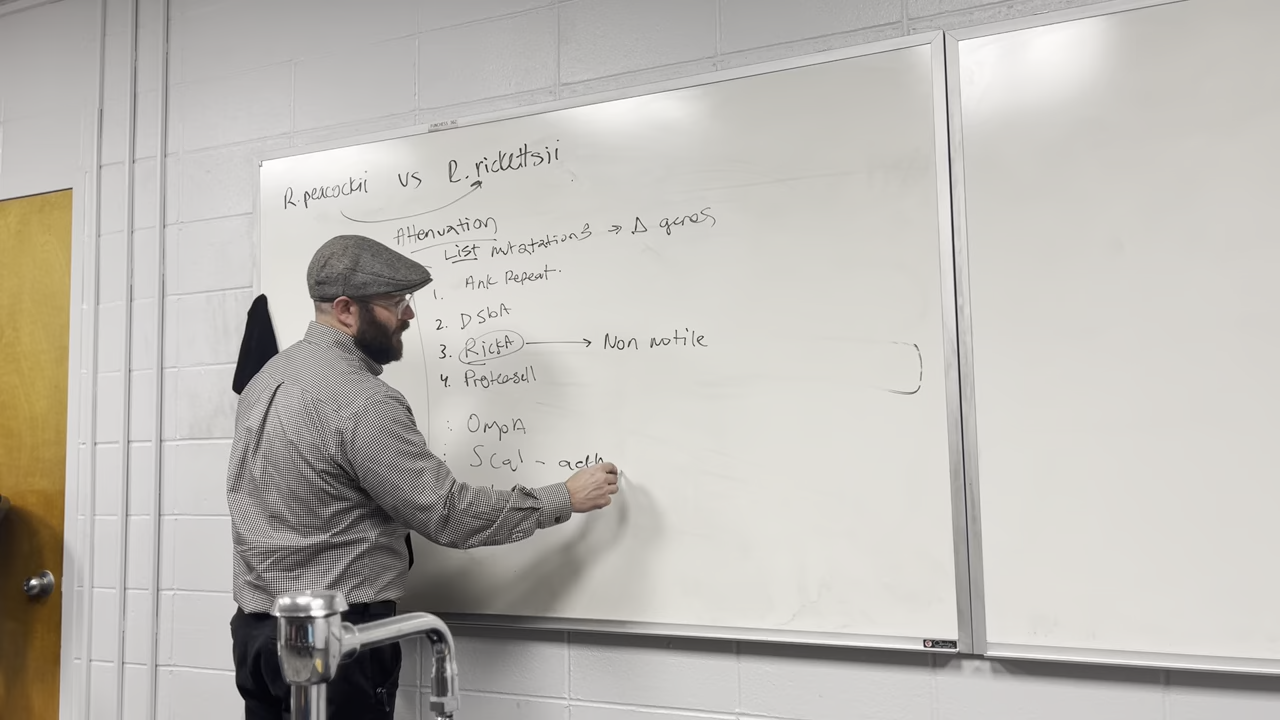 R.peacockii vs R.rickettsii
Attenuation
List mutations → Δ genes
1. Ank Repeat.
2. DsbA
3. RickA → Non motile
4. ProteaseII
: OmpA
: Sca1 -